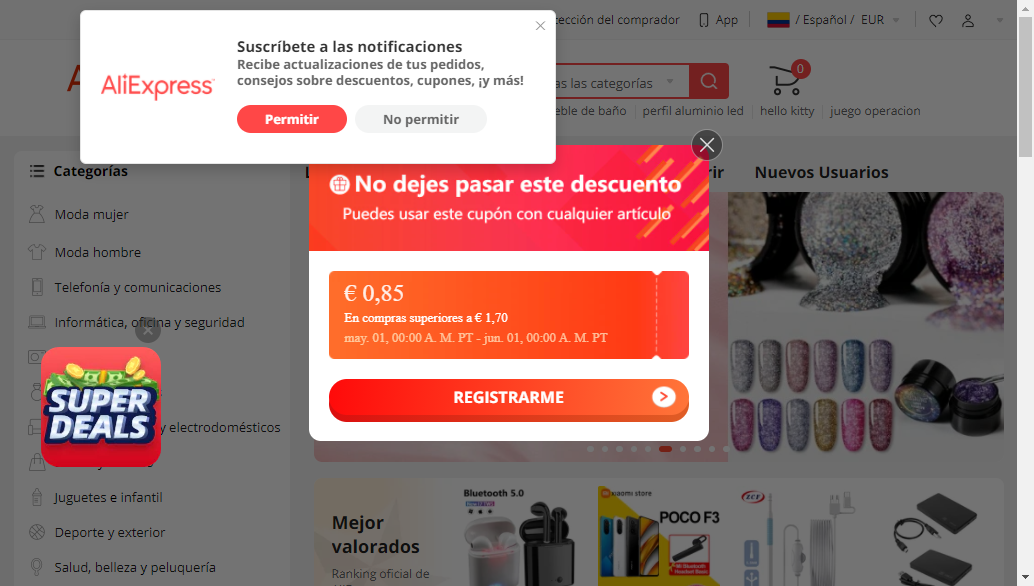 tección del comprador
App
/ Español /
EUR
Suscríbete a las notificaciones
Recibe actualizaciones de tus pedidos,
consejos sobre descuentos, cupones, ¡y más!
AliExpress
Permitir
No permitir
as las categorías
0
eble de baño
perfil aluminio led
hello kitty
juego operacion
Categorías
Moda mujer
Moda hombre
Telefonía y comunicaciones
Informática, oficina y seguridad
y electrodomésticos
Juguetes e infantil
Deporte y exterior
Salud, belleza y peluquería
SUPER
DEALS
Nuevos Usuarios
No dejes pasar este descuento
Puedes usar este cupón con cualquier artículo
€ 0,85
En compras superiores a € 1,70
may. 01, 00:00 A. M. PT - jun. 01, 00:00 A. M. PT
REGISTRARME
Mejor
valorados
Ranking oficial de
Bluetooth 5.0
xiaomi store
POCO F3
ECF